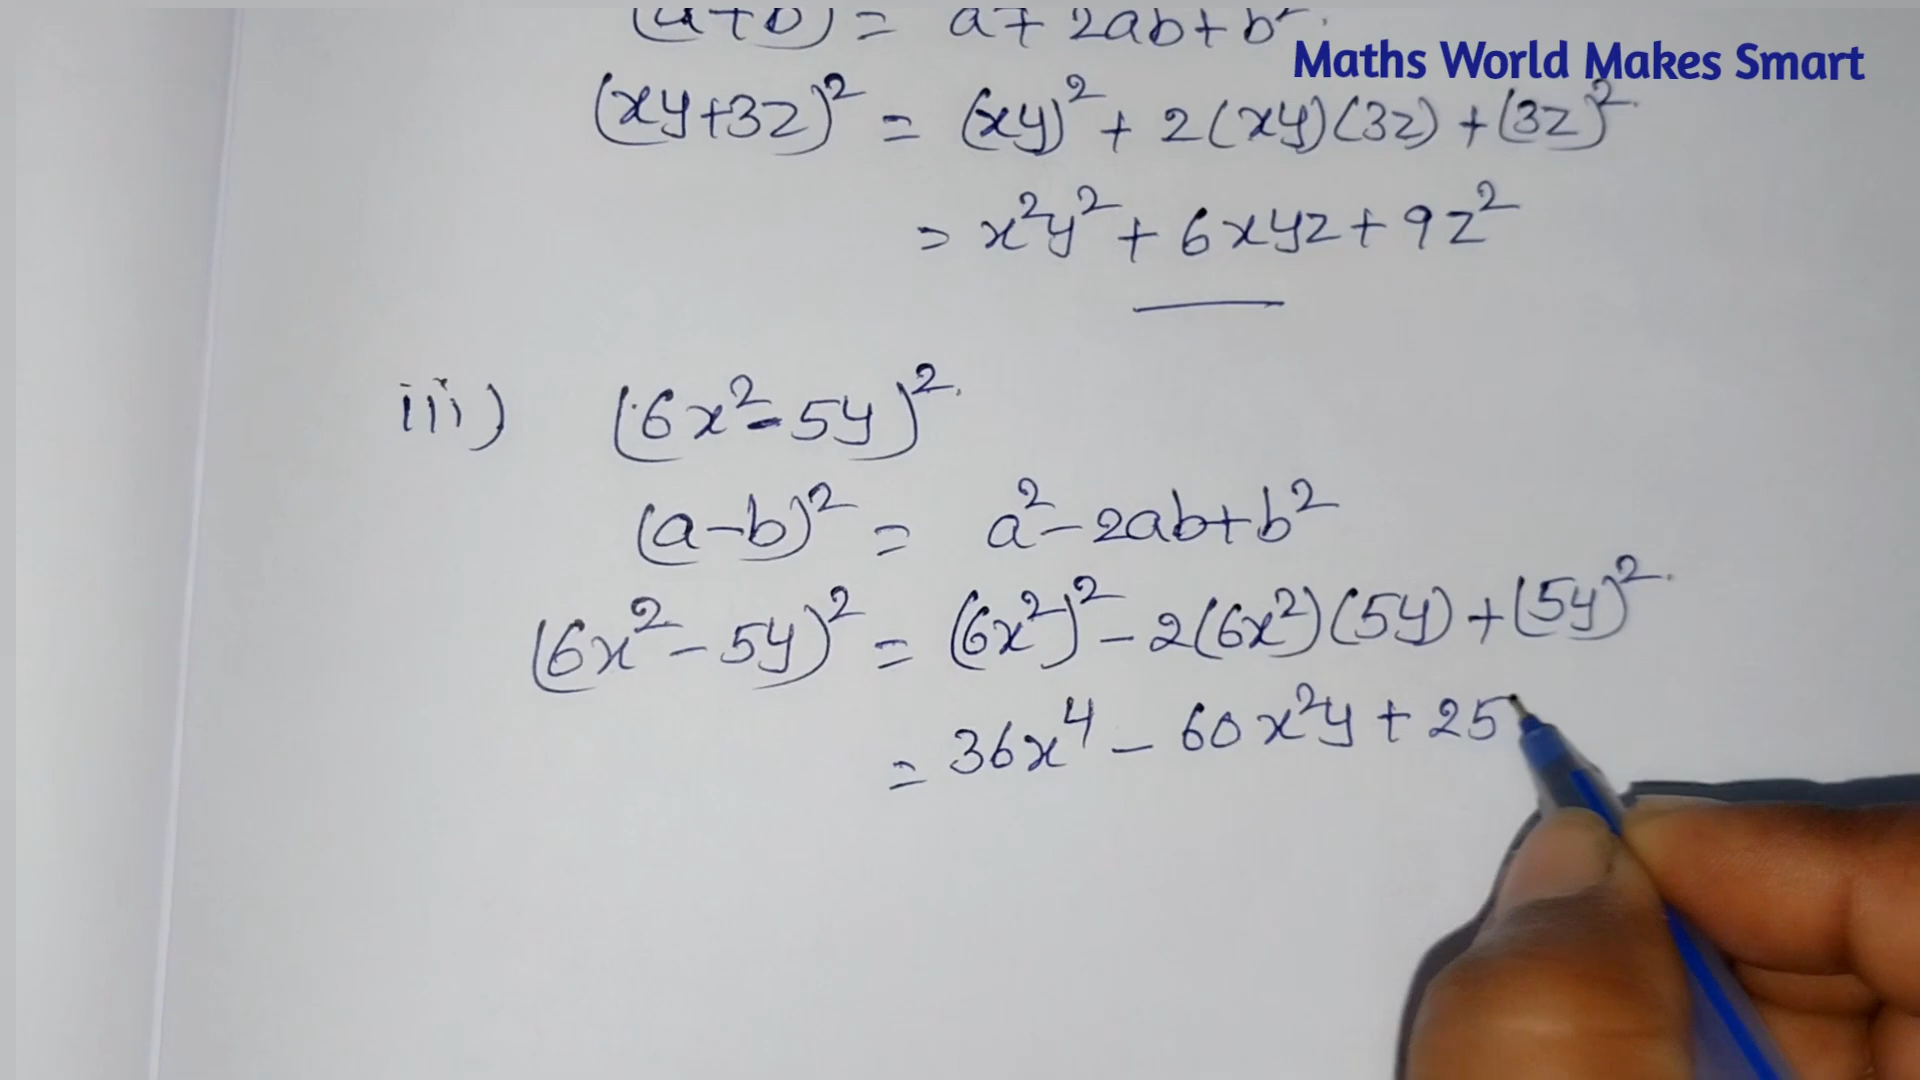 (a+b) = a+ 2ab+b².
Maths World Makes Smart
(xy+3z)² = (xy)² + 2(xy)(3z) + (3z)².
= x²y² + 6xyz + 9z²
iii) (6x² - 5y)².
(a-b)² = a² - 2ab+b²
(6x² - 5y)² = (6x²)² - 2(6x²)(5y) + (5y)².
= 36x⁴ - 60x²y + 25